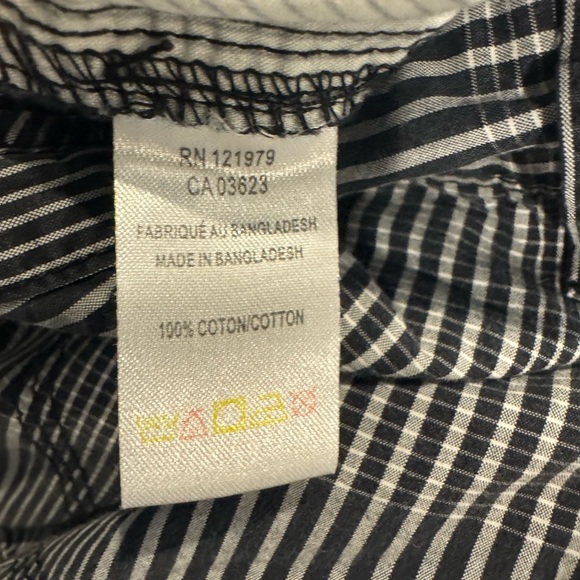 RN 121979
CA 03623
FABRIQUÉ AU BANGLADESH
MADE IN BANGLADESH
100% COTON/COTTON